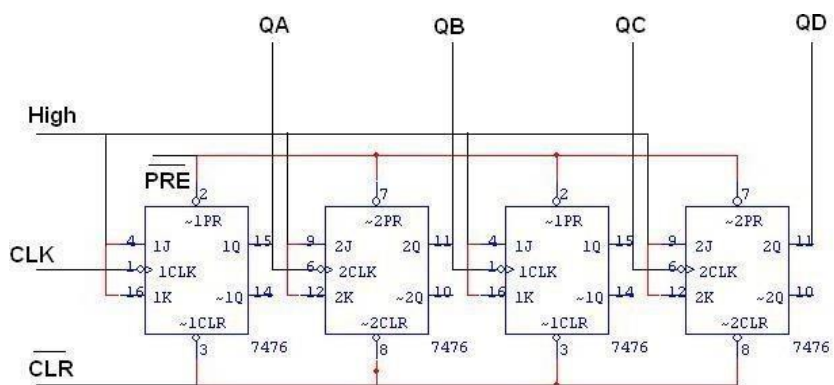 QA QB QC QD
High
PRE
2 7 2 7
~1PR ~2PR ~1PR ~2PR
4 1J 1Q 15 9 2J 2Q 11 4 1J 1Q 15 9 2J 2Q 11
CLK
1 1CLK 6 2CLK 1 1CLK 6 2CLK
16 1K ~1Q 14 12 2K ~2Q 10 16 1K ~1Q 14 12 2K ~2Q 10
~1CLR ~2CLR ~1CLR ~2CLR
3 7476 8 7476 3 7476 8 7476
CLR